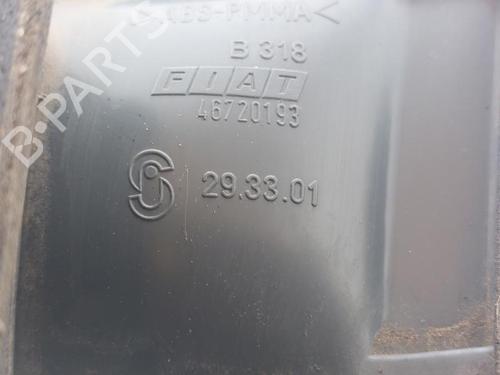 ABS-PMMA<
B 318
FIAT
46720193
29.33.01
B-PARTS